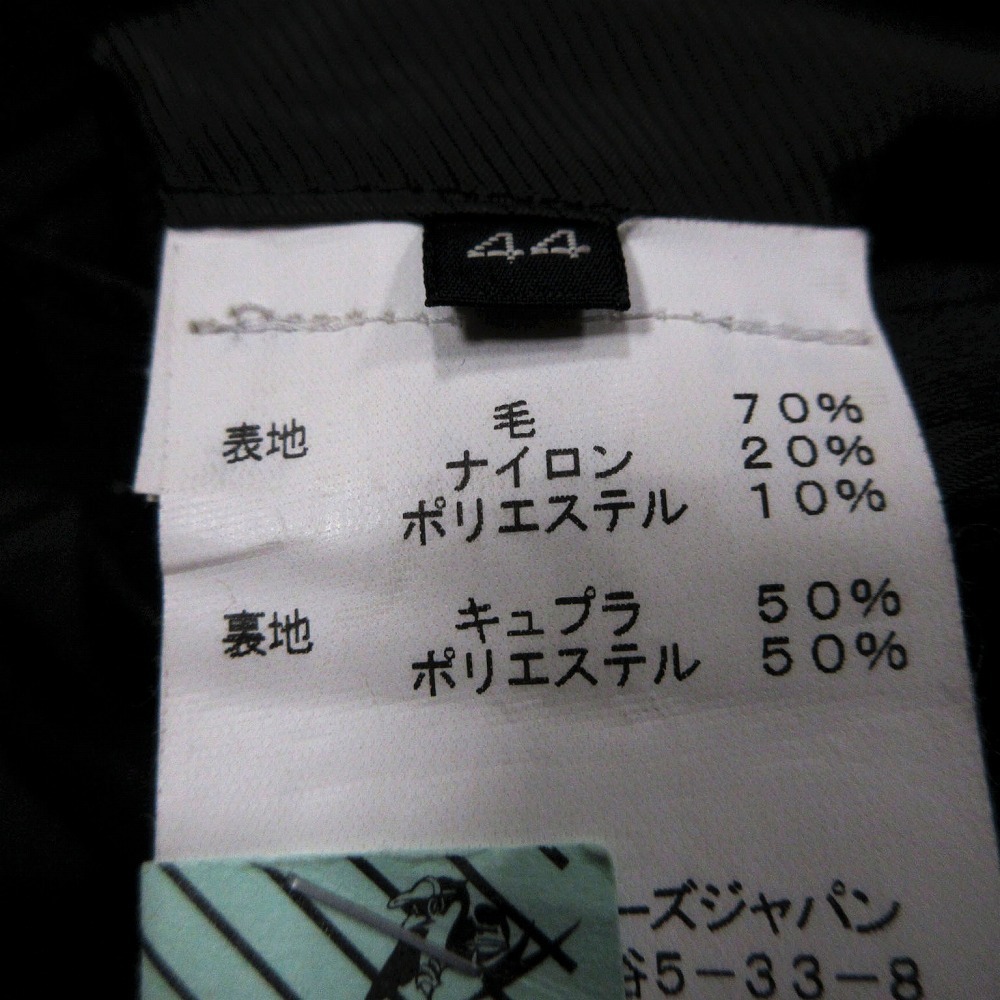 44
表地 毛 70%
ナイロン 20%
ポリエステル 10%
裏地 キュプラ 50%
ポリエステル 50%
ーズジャパン
谷5-33-8